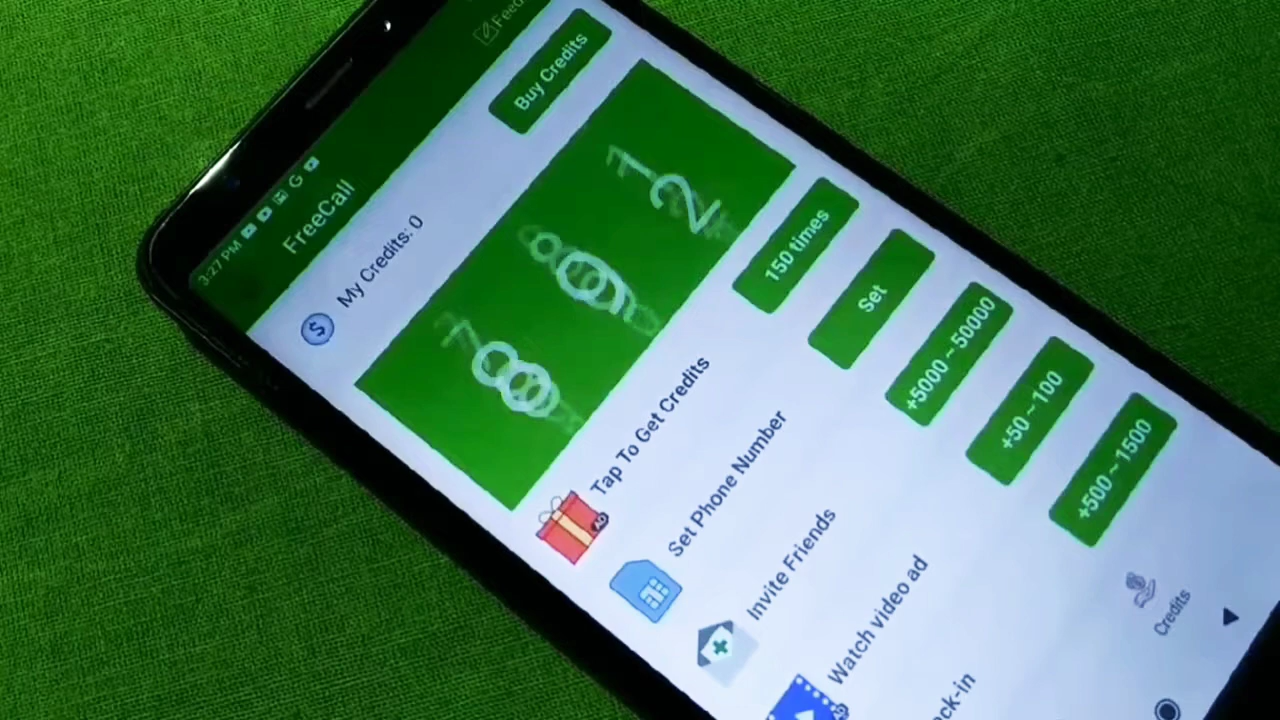 3:27 PM
FreeCall
My Credits: 0
Buy Credits
Tap To Get Credits
150 times
Set Phone Number
Set
Invite Friends
+5000 ~ 50000
Watch video ad
+50 ~ 100
+500 ~ 1500
Credits